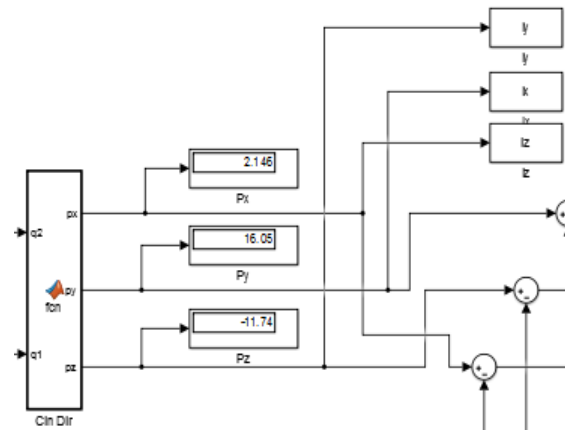 Iy
Iy
Ix
Ix
Iz
Iz
2.146
Px
px
q2
16.05
Py
py
fcn
-11.74
Pz
q1
pz
Cin Dir
+
-
+
-